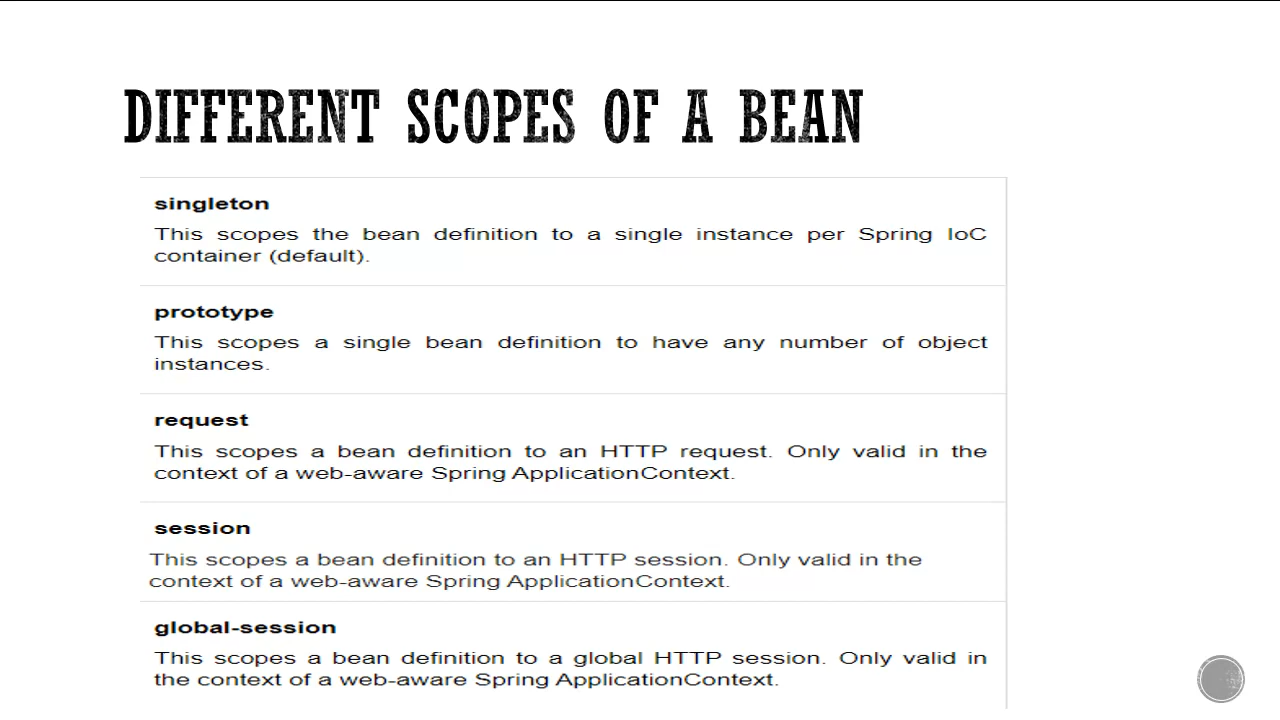 DIFFERENT SCOPES OF A BEAN
singleton
This scopes the bean definition to a single instance per Spring IoC
container (default).
prototype
This scopes a single bean definition to have any number of object
instances.
request
This scopes a bean definition to an HTTP request. Only valid in the
context of a web-aware Spring ApplicationContext.
session
This scopes a bean definition to an HTTP session. Only valid in the
context of a web-aware Spring ApplicationContext.
global-session
This scopes a bean definition to a global HTTP session. Only valid in
the context of a web-aware Spring ApplicationContext.